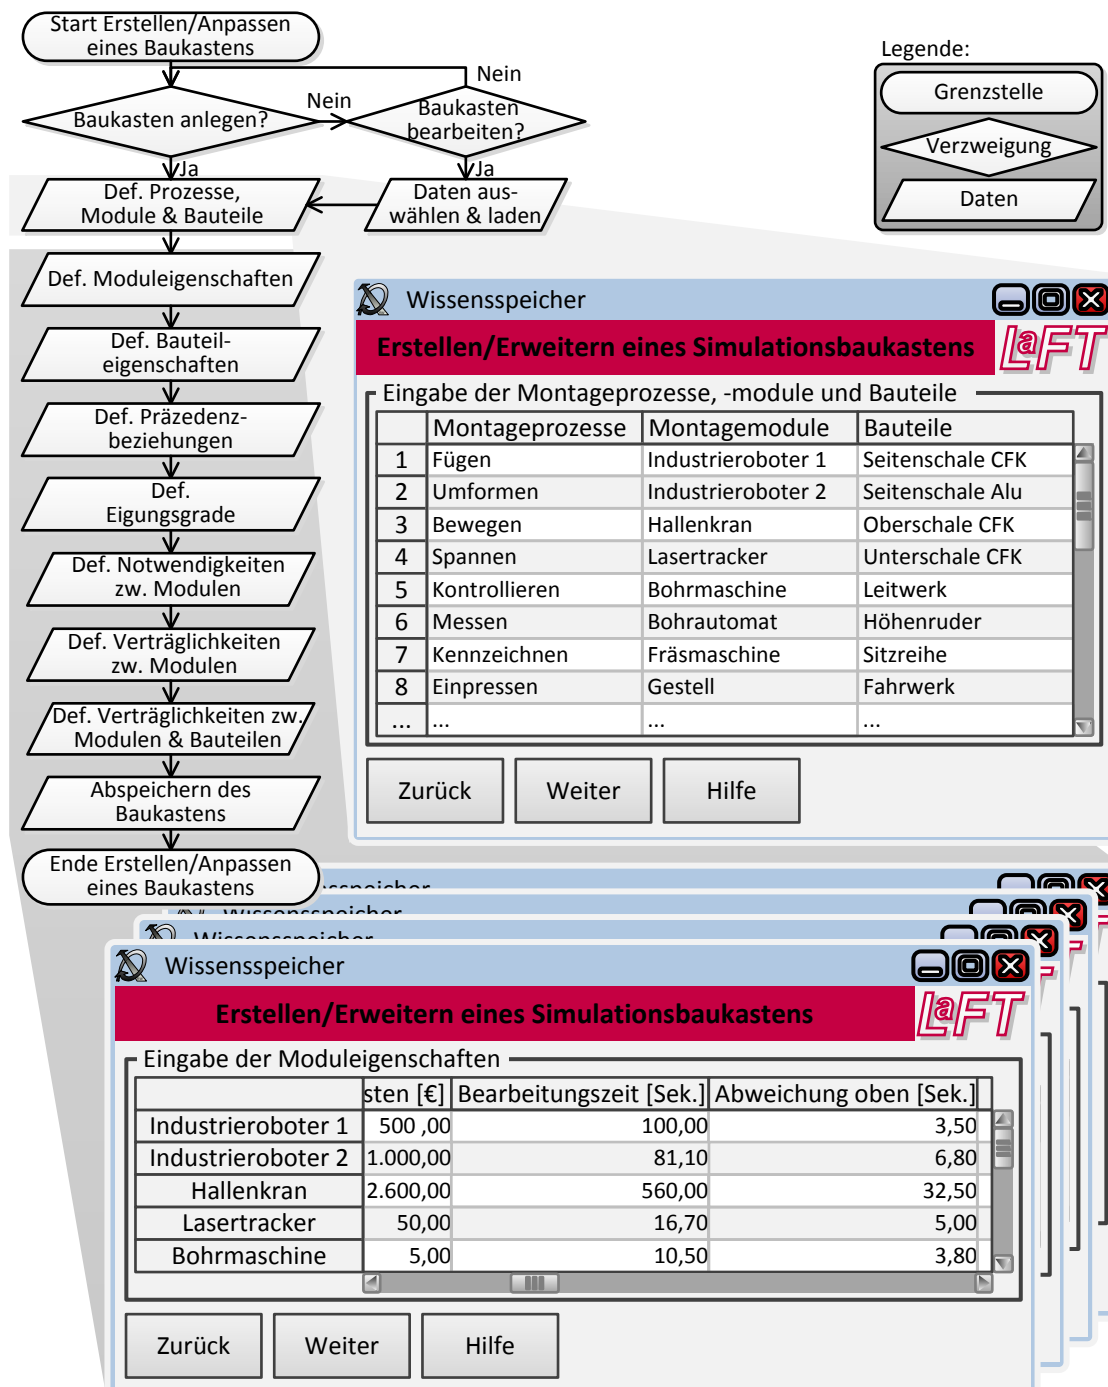 Start Erstellen/Anpassen
eines Baukastens
Nein
Baukasten anlegen?
Nein
Baukasten
bearbeiten?
Ja
Ja
Def. Prozesse,
Module & Bauteile
Daten aus-
wählen & laden
Def. Moduleigenschaften
Def. Bauteil-
eigenschaften
Def. Präzedenz-
beziehungen
Def.
Eigungsgrade
Def. Notwendigkeiten
zw. Modulen
Def. Verträglichkeiten
zw. Modulen
Def. Verträglichkeiten zw.
Modulen & Bauteilen
Abspeichern des
Baukastens
Ende Erstellen/Anpassen
eines Baukastens
Legende:
Grenzstelle
Verzweigung
Daten
Wissensspeicher
Erstellen/Erweitern eines Simulationsbaukastens
LaFT
Eingabe der Montageprozesse, -module und Bauteile
Montageprozesse Montagemodule Bauteile
1 Fügen Industrieroboter 1 Seitenschale CFK
2 Umformen Industrieroboter 2 Seitenschale Alu
3 Bewegen Hallenkran Oberschale CFK
4 Spannen Lasertracker Unterschale CFK
5 Kontrollieren Bohrmaschine Leitwerk
6 Messen Bohrautomat Höhenruder
7 Kennzeichnen Fräsmaschine Sitzreihe
8 Einpressen Gestell Fahrwerk
... ... ... ...
Zurück Weiter Hilfe
Wissensspeicher
Wissensspeicher
Wissensspeicher
Erstellen/Erweitern eines Simulationsbaukastens
LaFT
Eingabe der Moduleigenschaften
sten [€] Bearbeitungszeit [Sek.] Abweichung oben [Sek.]
Industrieroboter 1 500 ,00 100,00 3,50
Industrieroboter 2 1.000,00 81,10 6,80
Hallenkran 2.600,00 560,00 32,50
Lasertracker 50,00 16,70 5,00
Bohrmaschine 5,00 10,50 3,80
Zurück Weiter Hilfe